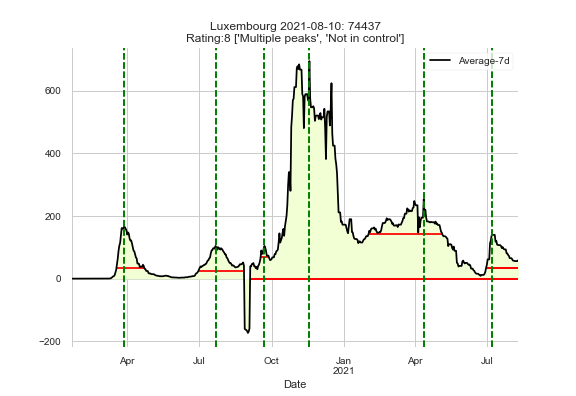 Luxembourg 2021-08-10: 74437
Rating:8 ['Multiple peaks', 'Not in control']
Average-7d
600
400
200
0
−200
Apr
Jul
Oct
Jan
2021
Apr
Jul
Date